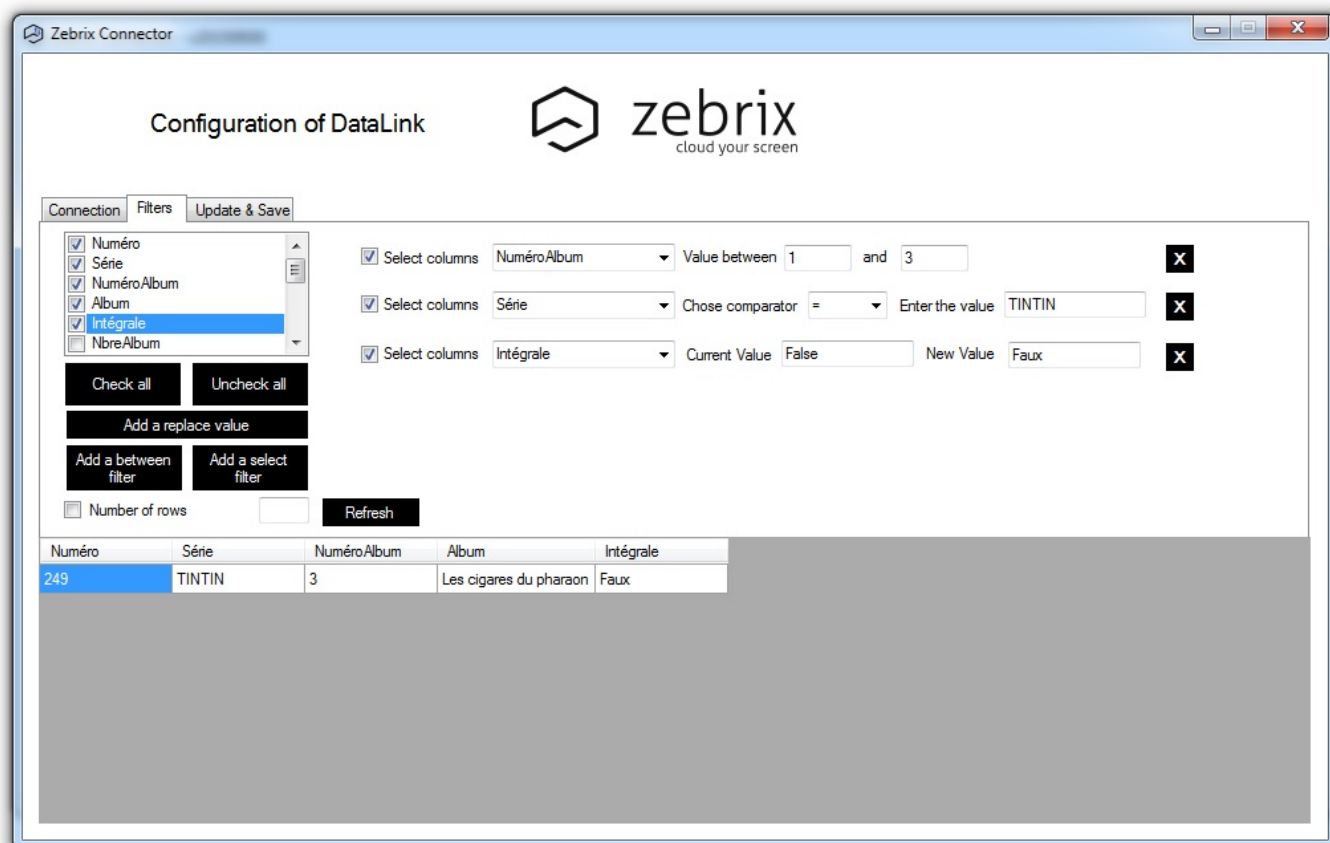 Zebrix Connector
Configuration of DataLink
zebrix
cloud your screen
Connection Filters Update & Save
Numéro
Série
NuméroAlbum
Album
Intégrale
NbreAlbum
Select columns NuméroAlbum Value between 1 and 3 X
Select columns Série Chose comparator = Enter the value TINTIN X
Select columns Intégrale Current Value False New Value Faux X
Check all Uncheck all
Add a replace value
Add a between filter Add a select filter
Number of rows Refresh
Numéro Série NuméroAlbum Album Intégrale
249 TINTIN 3 Les cigares du pharaon Faux